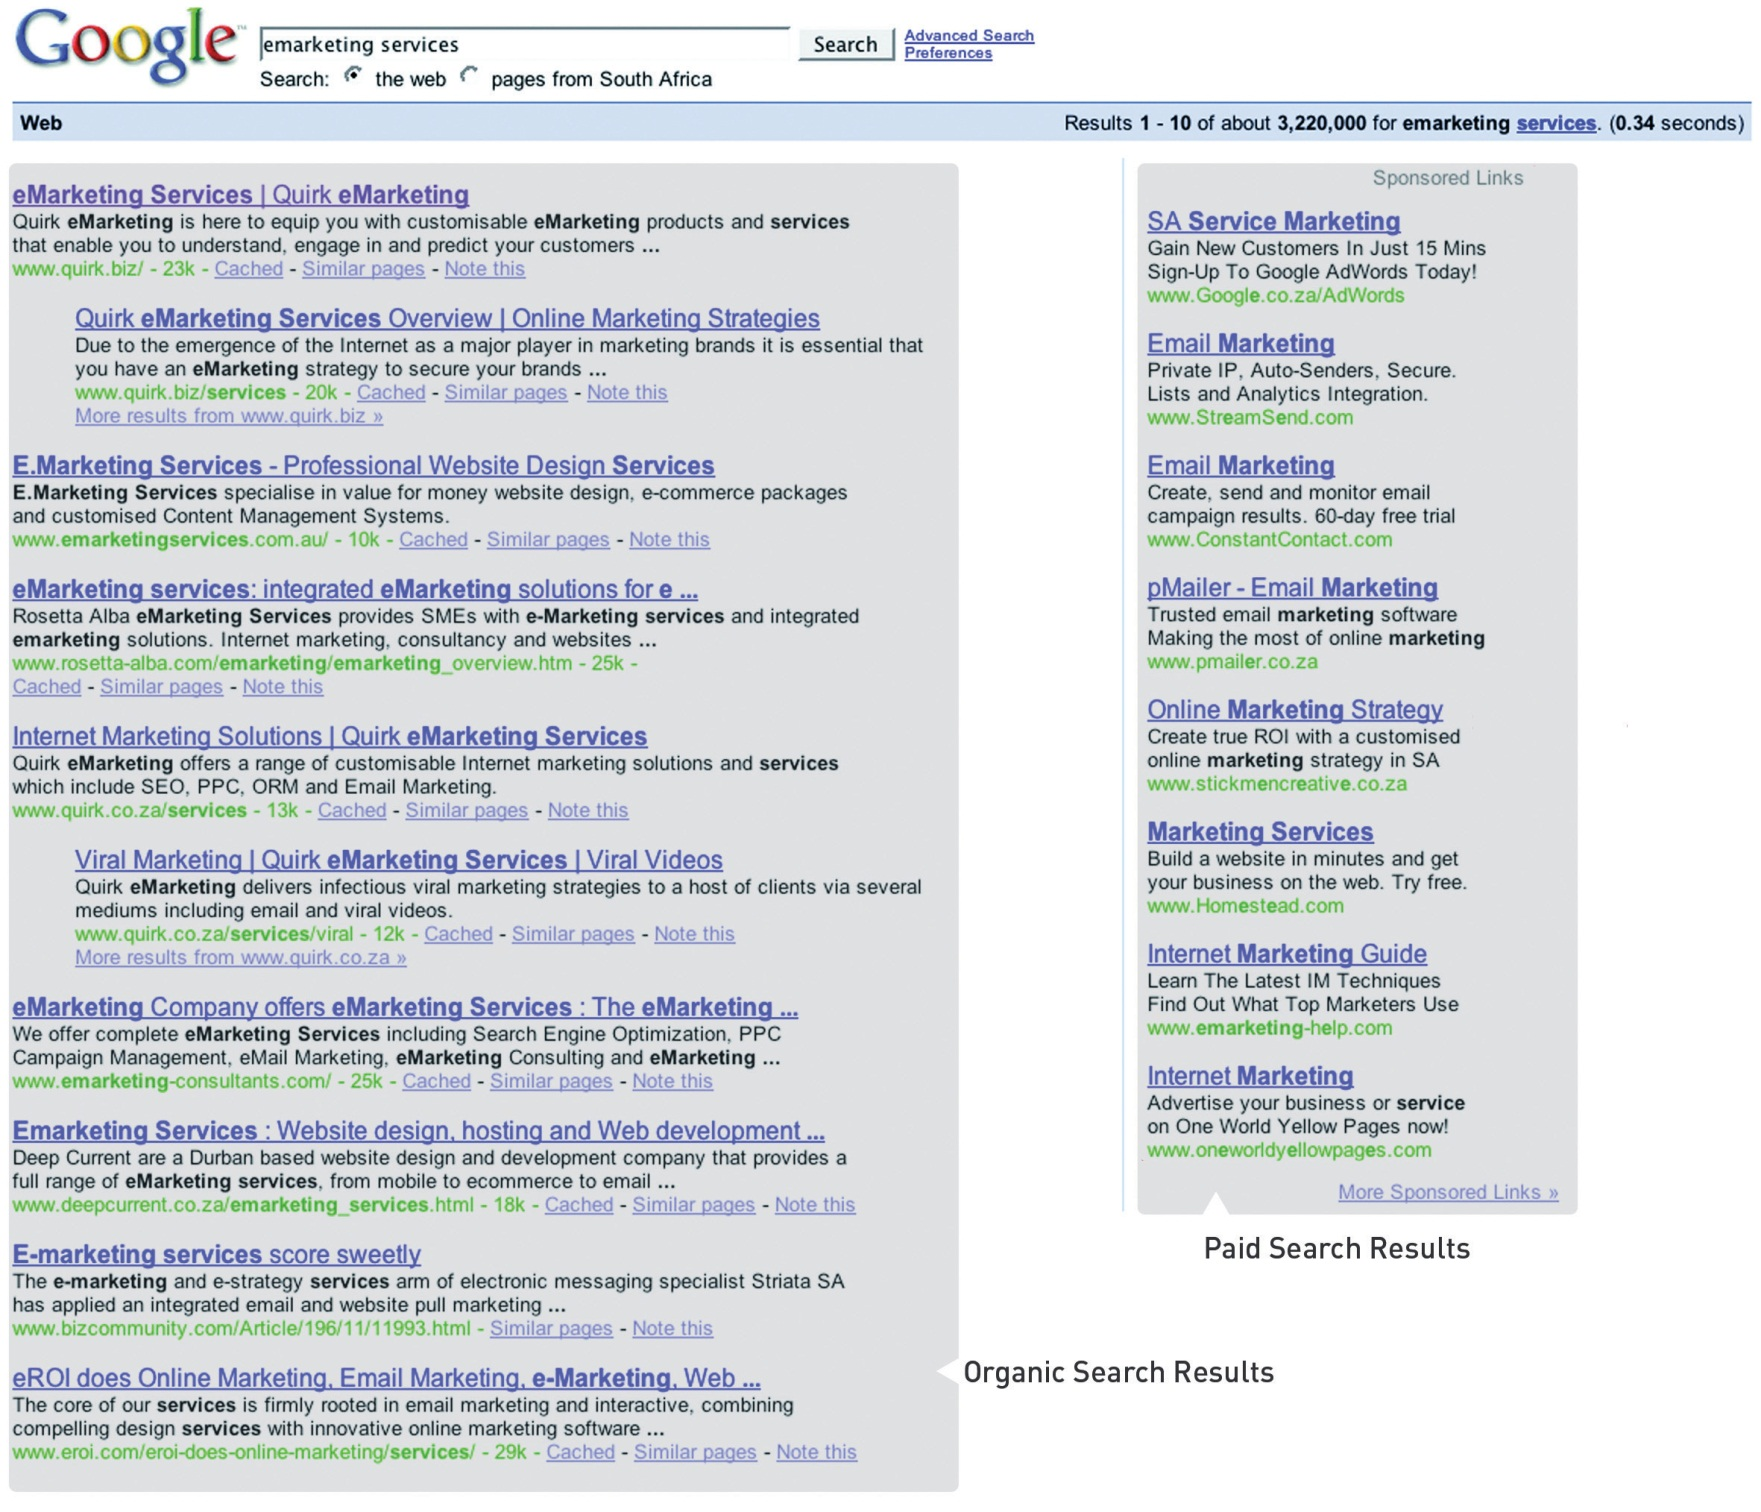 Google™
emarketing services
Search
Advanced Search
Preferences
Search: the web pages from South Africa
Web
Results 1 - 10 of about 3,220,000 for emarketing services. (0.34 seconds)
eMarketing Services | Quirk eMarketing
Quirk eMarketing is here to equip you with customisable eMarketing products and services
that enable you to understand, engage in and predict your customers ...
www.quirk.biz/ - 23k - Cached - Similar pages - Note this
Quirk eMarketing Services Overview | Online Marketing Strategies
Due to the emergence of the Internet as a major player in marketing brands it is essential that
you have an eMarketing strategy to secure your brands ...
www.quirk.biz/services - 20k - Cached - Similar pages - Note this
More results from www.quirk.biz »
E.Marketing Services - Professional Website Design Services
E.Marketing Services specialise in value for money website design, e-commerce packages
and customised Content Management Systems.
www.emarketingservices.com.au/ - 10k - Cached - Similar pages - Note this
eMarketing services: integrated eMarketing solutions for e ...
Rosetta Alba eMarketing Services provides SMEs with e-Marketing services and integrated
emarketing solutions. Internet marketing, consultancy and websites ...
www.rosetta-alba.com/emarketing/emarketing_overview.htm - 25k -
Cached - Similar pages - Note this
Internet Marketing Solutions | Quirk eMarketing Services
Quirk eMarketing offers a range of customisable Internet marketing solutions and services
which include SEO, PPC, ORM and Email Marketing.
www.quirk.co.za/services - 13k - Cached - Similar pages - Note this
Viral Marketing | Quirk eMarketing Services | Viral Videos
Quirk eMarketing delivers infectious viral marketing strategies to a host of clients via several
mediums including email and viral videos.
www.quirk.co.za/services/viral - 12k - Cached - Similar pages - Note this
More results from www.quirk.co.za »
eMarketing Company offers eMarketing Services : The eMarketing ...
We offer complete eMarketing Services including Search Engine Optimization, PPC
Campaign Management, eMail Marketing, eMarketing Consulting and eMarketing ...
www.emarketing-consultants.com/ - 25k - Cached - Similar pages - Note this
Emarketing Services : Website design, hosting and Web development ...
Deep Current are a Durban based website design and development company that provides a
full range of eMarketing services, from mobile to ecommerce to email ...
www.deepcurrent.co.za/emarketing_services.html - 18k - Cached - Similar pages - Note this
E-marketing services score sweetly
The e-marketing and e-strategy services arm of electronic messaging specialist Striata SA
has applied an integrated email and website pull marketing ...
www.bizcommunity.com/Article/196/11/11993.html - Similar pages - Note this
eROI does Online Marketing, Email Marketing, e-Marketing, Web ...
The core of our services is firmly rooted in email marketing and interactive, combining
compelling design services with innovative online marketing software ...
www.eroi.com/eroi-does-online-marketing/services/ - 29k - Cached - Similar pages - Note this
Sponsored Links
SA Service Marketing
Gain New Customers In Just 15 Mins
Sign-Up To Google AdWords Today!
www.Google.co.za/AdWords
Email Marketing
Private IP, Auto-Senders, Secure.
Lists and Analytics Integration.
www.StreamSend.com
Email Marketing
Create, send and monitor email
campaign results. 60-day free trial
www.ConstantContact.com
pMailer - Email Marketing
Trusted email marketing software
Making the most of online marketing
www.pmailer.co.za
Online Marketing Strategy
Create true ROI with a customised
online marketing strategy in SA
www.stickmencreative.co.za
Marketing Services
Build a website in minutes and get
your business on the web. Try free.
www.Homestead.com
Internet Marketing Guide
Learn The Latest IM Techniques
Find Out What Top Marketers Use
www.emarketing-help.com
Internet Marketing
Advertise your business or service
on One World Yellow Pages now!
www.oneworldyellowpages.com
More Sponsored Links »
Paid Search Results
Organic Search Results